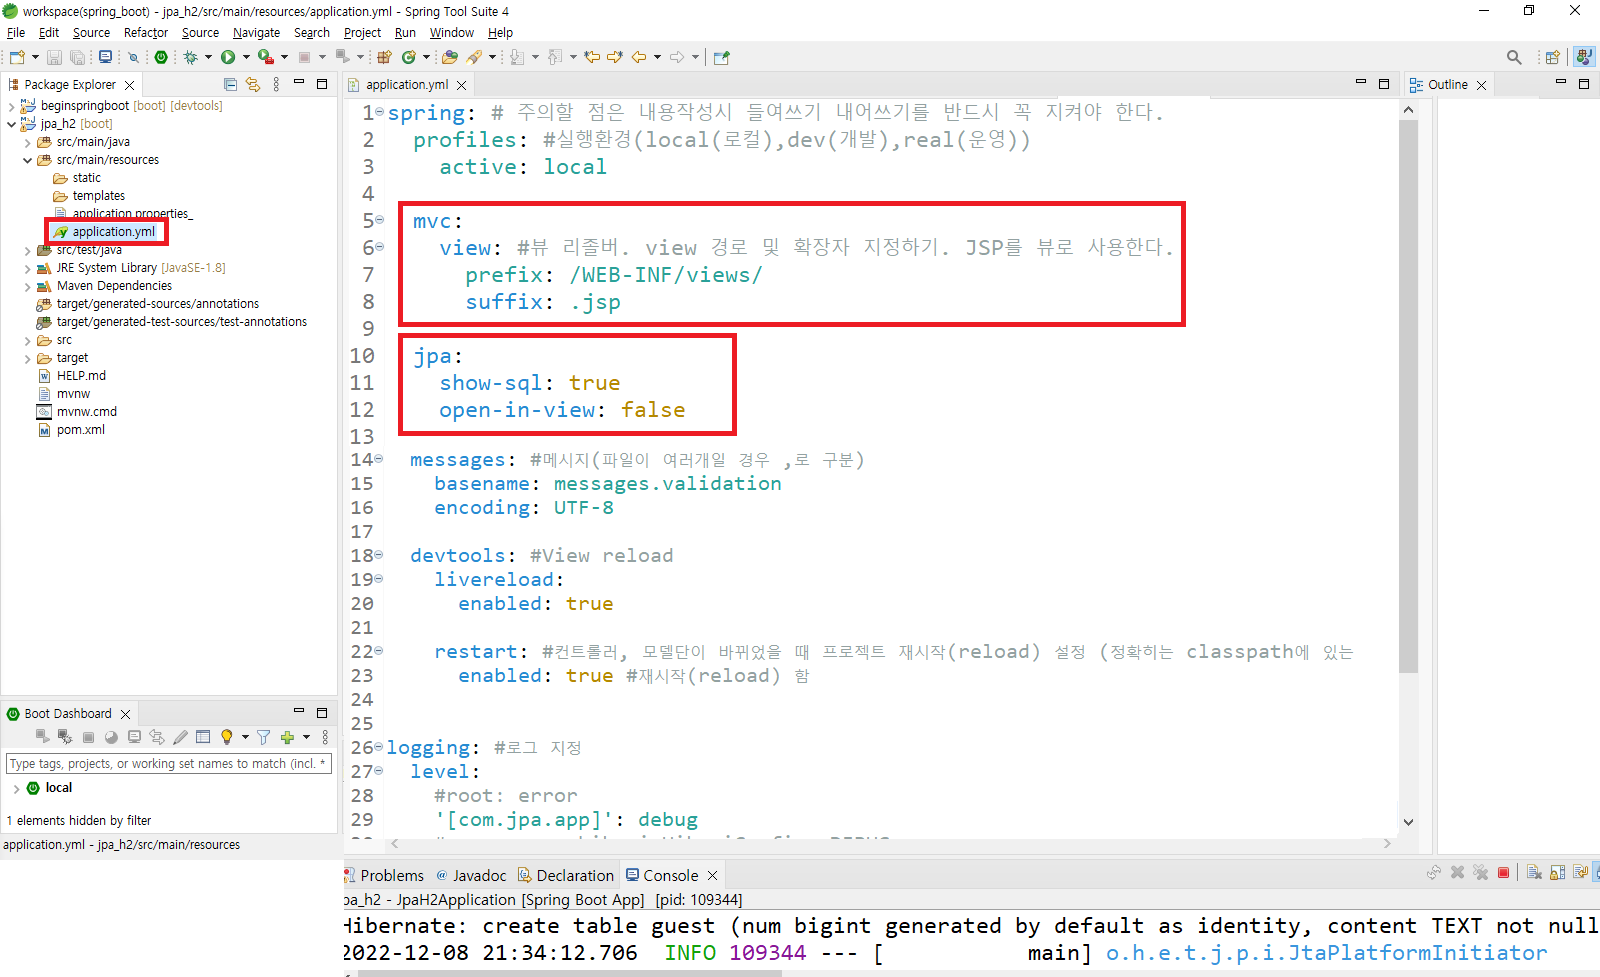 workspace(spring_boot) - jpa_h2/src/main/resources/application.yml - Spring Tool Suite 4
File Edit Source Refactor Source Navigate Search Project Run Window Help
Package Explorer
beginspringboot [boot] [devtools]
jpa_h2 [boot]
src/main/java
src/main/resources
static
templates
application.properties_
application.yml
src/test/java
JRE System Library [JavaSE-1.8]
Maven Dependencies
target/generated-sources/annotations
target/generated-test-sources/test-annotations
src
target
HELP.md
mvnw
mvnw.cmd
pom.xml
Boot Dashboard
Type tags, projects, or working set names to match (incl. *
local
1 elements hidden by filter
application.yml - jpa_h2/src/main/resources
application.yml
1 spring: # 주의할 점은 내용작성시 들여쓰기 내어쓰기를 반드시 꼭 지켜야 한다.
2 profiles: #실행환경(local(로컬),dev(개발),real(운영))
3 active: local
4
5 mvc:
6 view: #뷰 리졸버. view 경로 및 확장자 지정하기. JSP를 뷰로 사용한다.
7 prefix: /WEB-INF/views/
8 suffix: .jsp
9
10 jpa:
11 show-sql: true
12 open-in-view: false
13
14 messages: #메시지(파일이 여러개일 경우 ,로 구분)
15 basename: messages.validation
16 encoding: UTF-8
17
18 devtools: #View reload
19 livereload:
20 enabled: true
21
22 restart: #컨트롤러, 모델단이 바뀌었을 때 프로젝트 재시작(reload) 설정 (정확히는 classpath에 있는
23 enabled: true #재시작(reload) 함
24
25
26 logging: #로그 지정
27 level:
28 #root: error
29 '[com.jpa.app]': debug
Outline
Problems @ Javadoc Declaration Console
pa_h2 - JpaH2Application [Spring Boot App] [pid: 109344]
Hibernate: create table guest (num bigint generated by default as identity, content TEXT not null
2022-12-08 21:34:12.706 INFO 109344 --- [ main] o.h.e.t.j.p.i.JtaPlatformInitiator